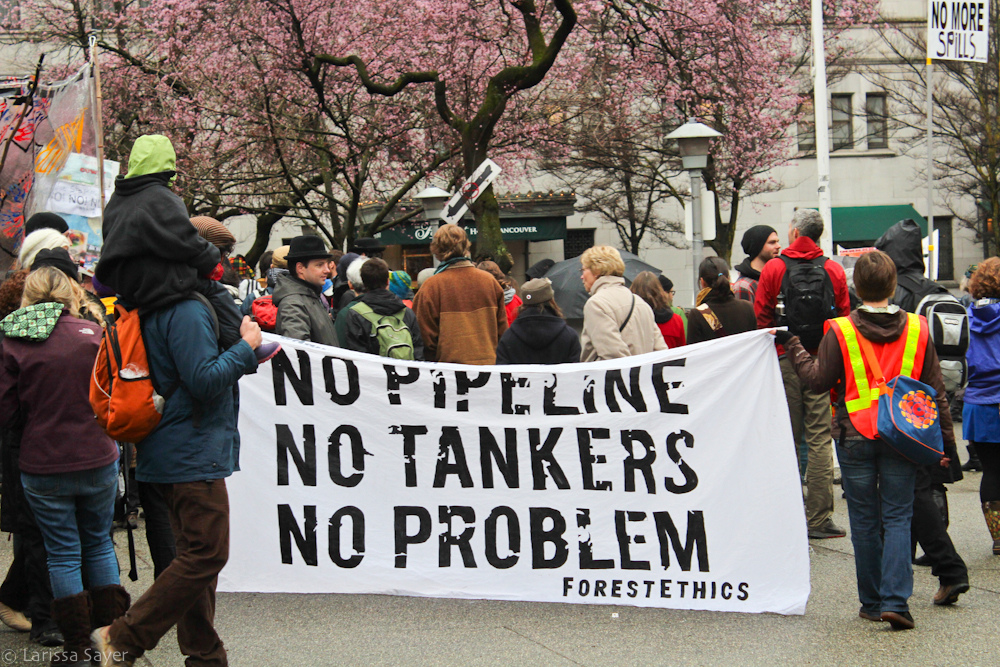 NO MORE
SPILLS
VANCOUVER
NO PIPELINE
NO TANKERS
NO PROBLEM
FORESTETHICS
(c) Larissa Sayer